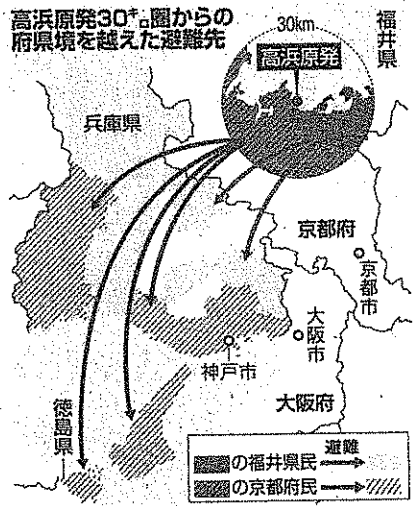 高浜原発30㌔圏からの
府県境を越えた避難先
30km
高浜原発
福井県
兵庫県
京都府
京都市
大阪市
神戸市
大阪府
徳島県
避難
の福井県民
の京都府民